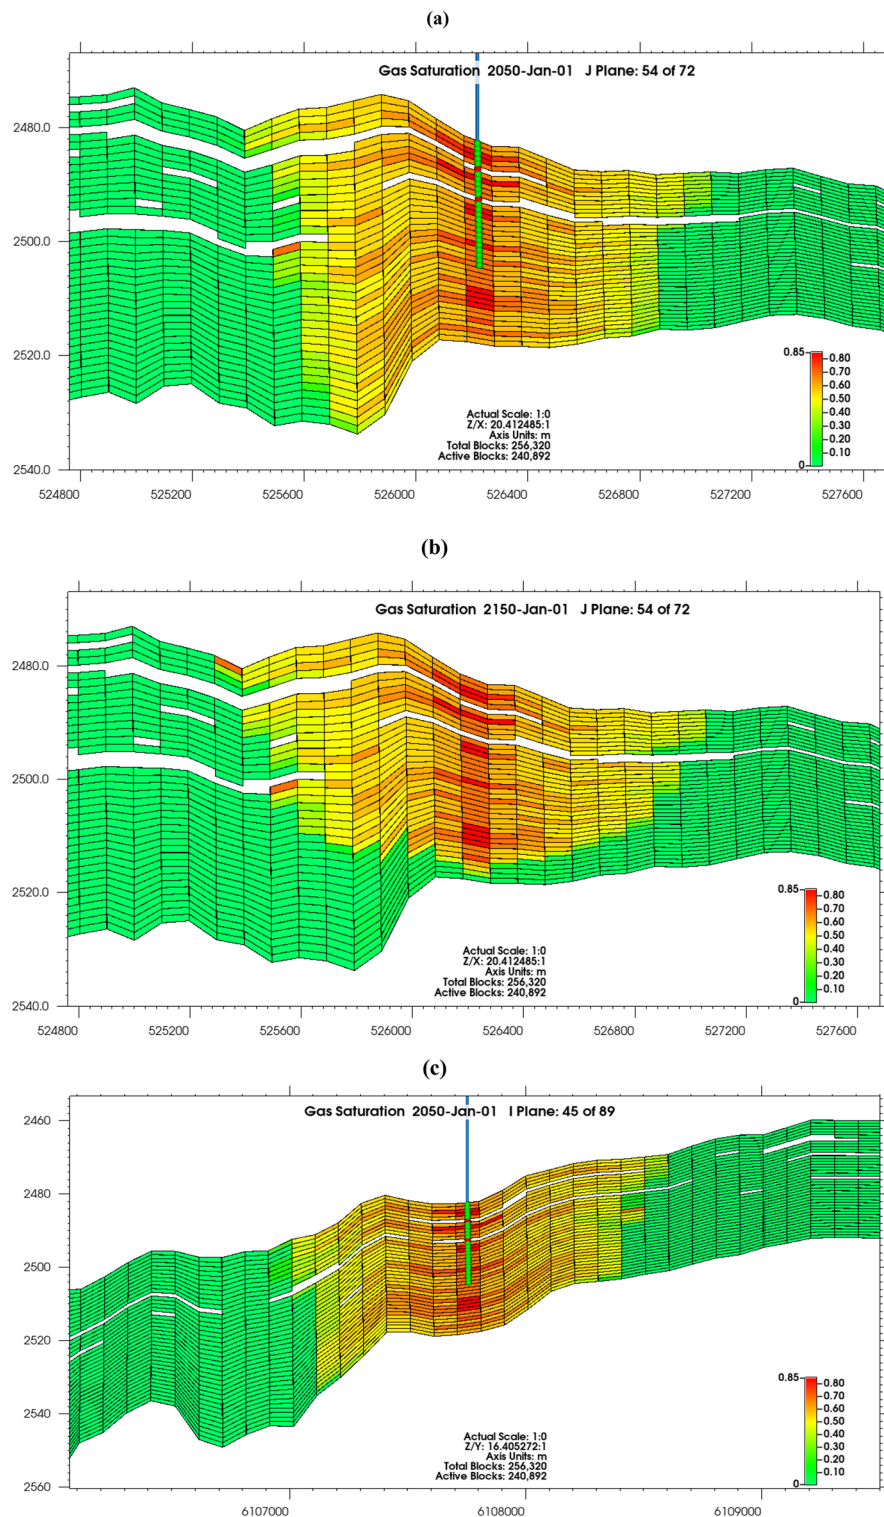 (a)
Gas Saturation 2050-Jan-01 J Plane: 54 of 72
2480.0
2500.0
2520.0
2540.0
0.85
0.80
0.70
0.60
0.50
0.40
0.30
0.20
0.10
0
Actual Scale: 1:0
Z/X: 20.412485:1
Axis Units: m
Total Blocks: 256,320
Active Blocks: 240,892
524800 525200 525600 526000 526400 526800 527200 527600
(b)
Gas Saturation 2150-Jan-01 J Plane: 54 of 72
2480.0
2500.0
2520.0
2540.0
0.85
0.80
0.70
0.60
0.50
0.40
0.30
0.20
0.10
0
Actual Scale: 1:0
Z/X: 20.412485:1
Axis Units: m
Total Blocks: 256,320
Active Blocks: 240,892
524800 525200 525600 526000 526400 526800 527200 527600
(c)
Gas Saturation 2050-Jan-01 I Plane: 45 of 89
2460
2480
2500
2520
2540
2560
0.85
0.80
0.70
0.60
0.50
0.40
0.30
0.20
0.10
0
Actual Scale: 1:0
Z/Y: 16.405272:1
Axis Units: m
Total Blocks: 256,320
Active Blocks: 240,892
6107000 6108000 6109000